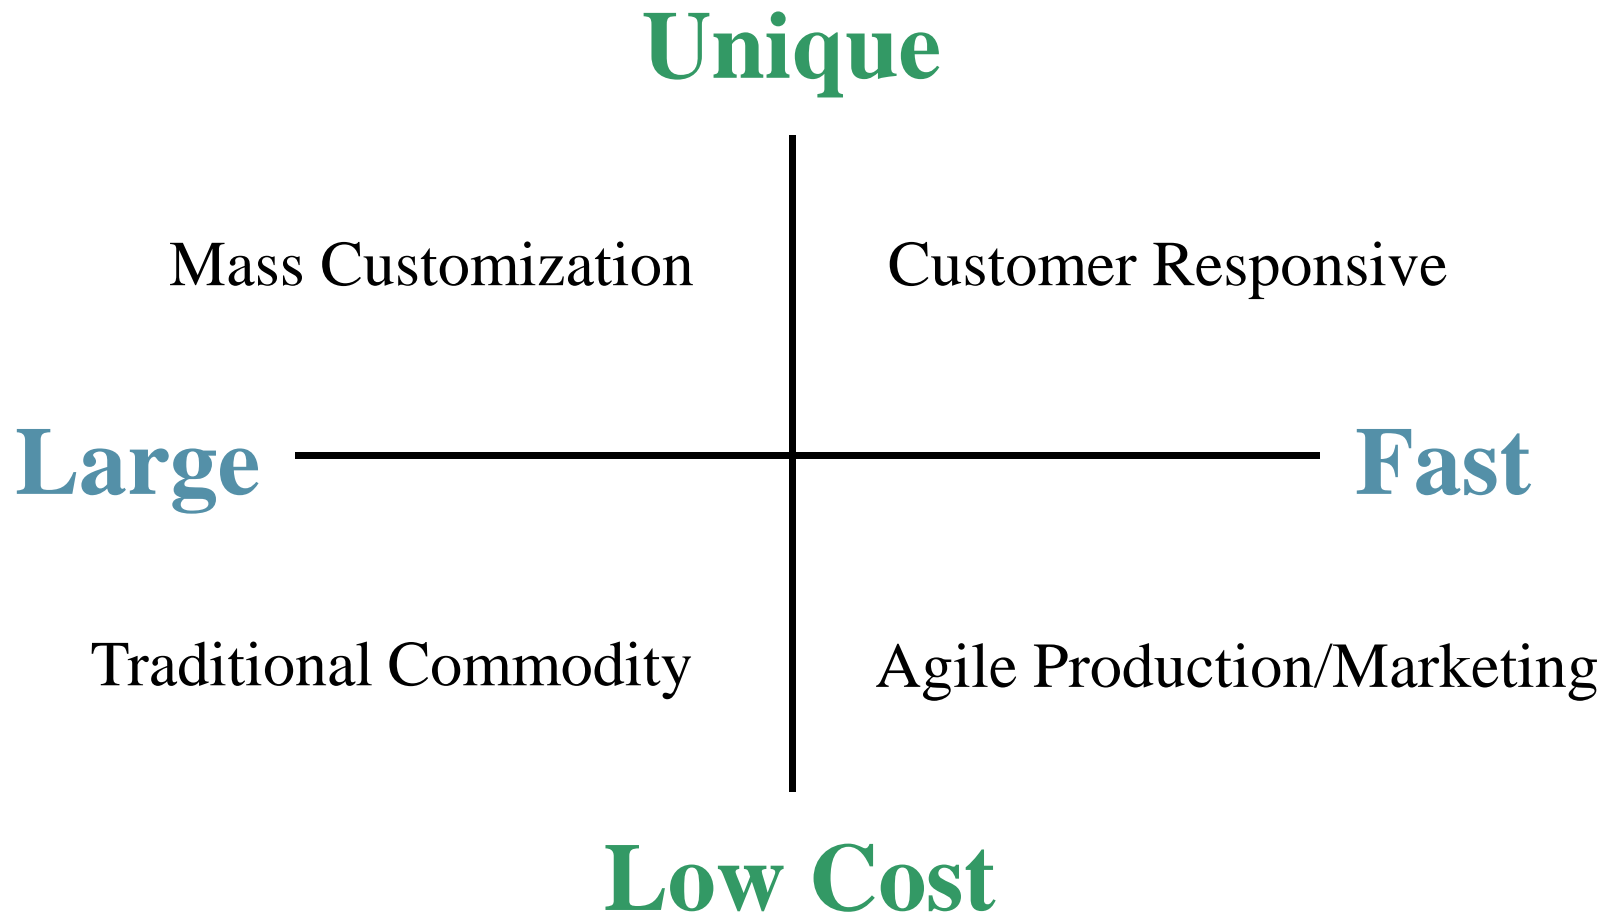 Unique
Mass Customization
Customer Responsive
Large
Fast
Traditional Commodity
Agile Production/Marketing
Low Cost